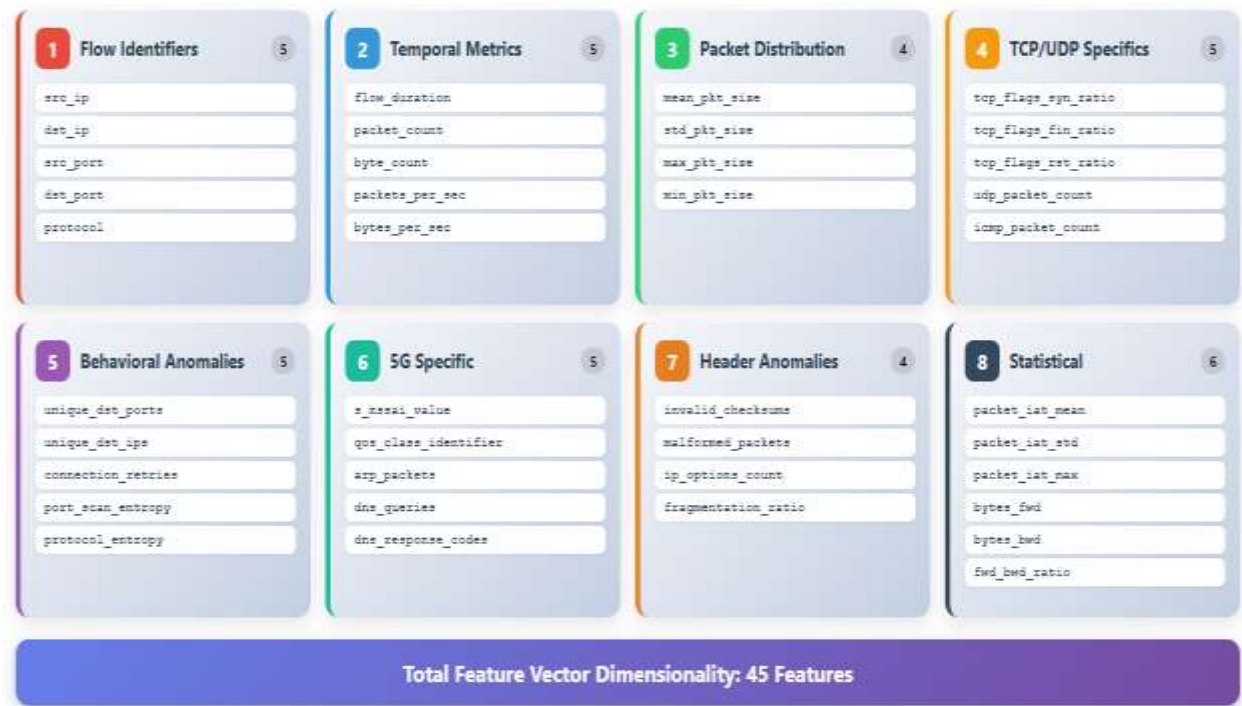 1 Flow Identifiers 5
src_ip
dst_ip
src_port
dst_port
protocol
2 Temporal Metrics 5
flow_duration
packet_count
byte_count
packets_per_sec
bytes_per_sec
3 Packet Distribution 4
mean_pkt_size
std_pkt_size
max_pkt_size
min_pkt_size
4 TCP/UDP Specifics 5
tcp_flags_syn_ratio
tcp_flags_fin_ratio
tcp_flags_rst_ratio
udp_packet_count
icmp_packet_count
5 Behavioral Anomalies 5
unique_dst_ports
unique_dst_ips
connection_retries
port_scan_entropy
protocol_entropy
6 5G Specific 5
s_nssai_value
qos_class_identifier
arp_packets
dns_queries
dns_response_codes
7 Header Anomalies 4
invalid_checksums
malformed_packets
ip_options_count
fragmentation_ratio
8 Statistical 6
packet_iat_mean
packet_iat_std
packet_iat_max
bytes_fwd
bytes_bwd
fwd_bwd_ratio
Total Feature Vector Dimensionality: 45 Features